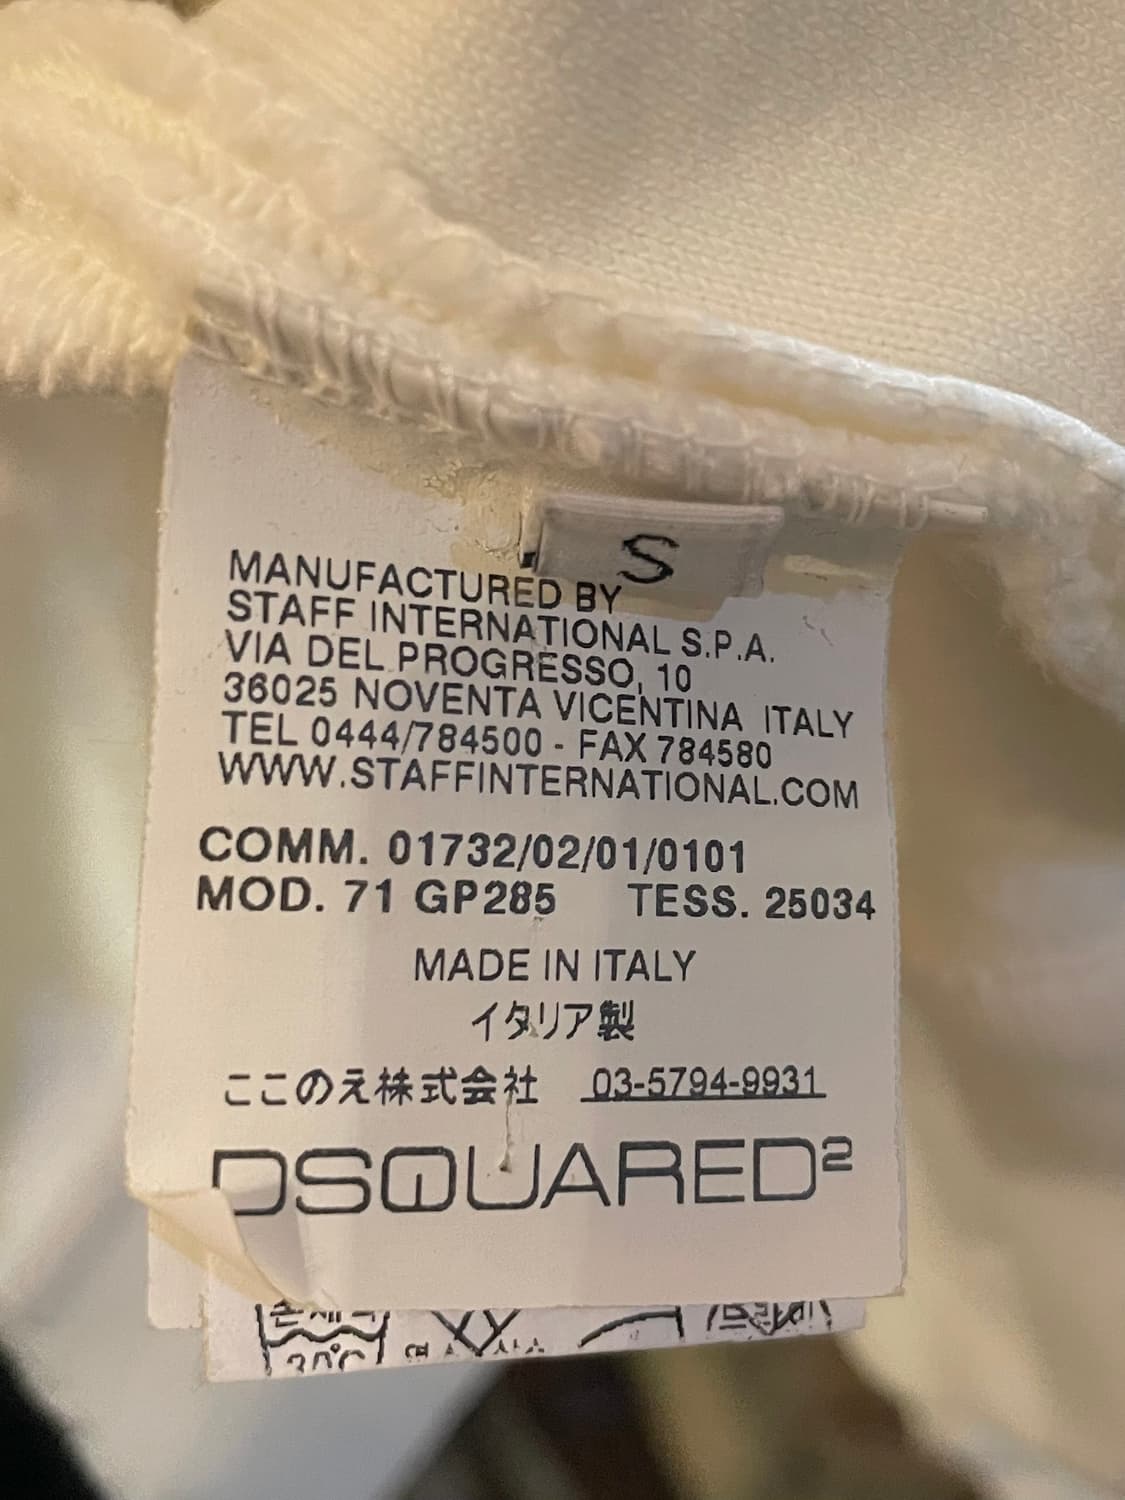 S
MANUFACTURED BY
STAFF INTERNATIONAL S.P.A.
VIA DEL PROGRESSO, 10
36025 NOVENTA VICENTINA ITALY
TEL 0444/784500 - FAX 784580
WWW.STAFFINTERNATIONAL.COM
COMM. 01732/02/01/0101
MOD. 71 GP285 TESS. 25034
MADE IN ITALY
イタリア製
ここのえ株式会社 03-5794-9931
DSQUARED2
30°C